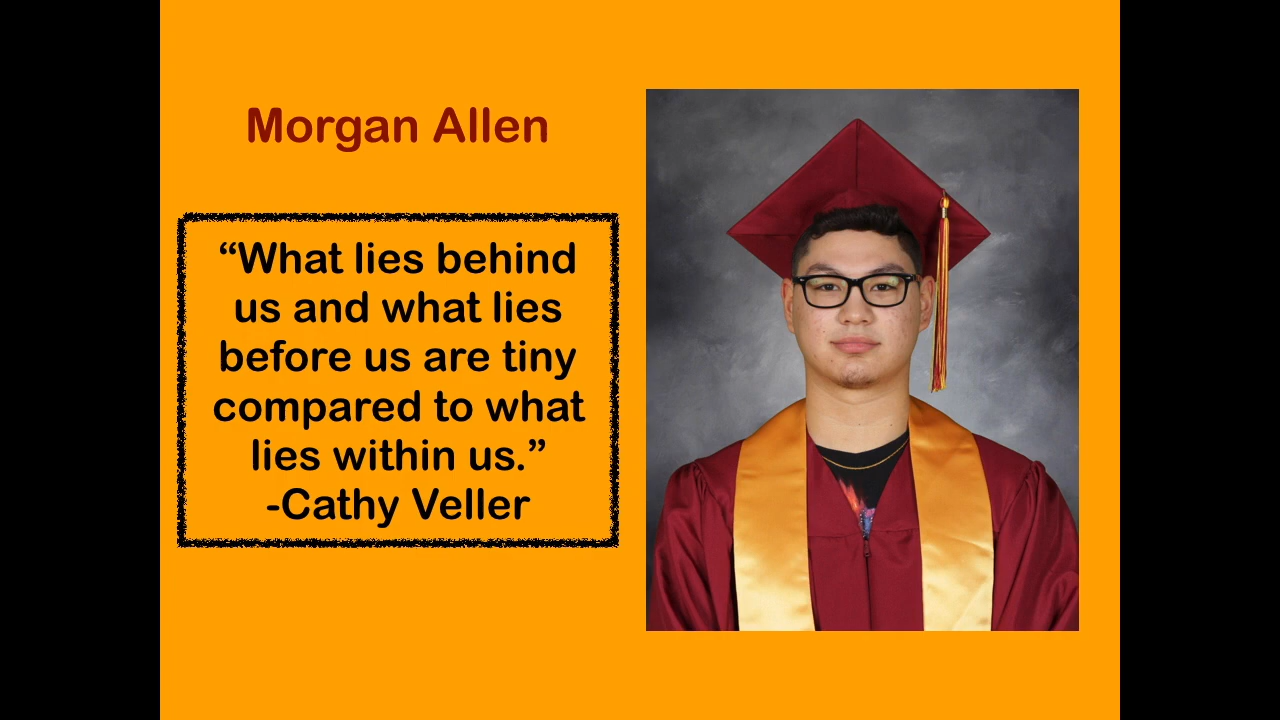 Morgan Allen
“What lies behind
us and what lies
before us are tiny
compared to what
lies within us.”
-Cathy Veller